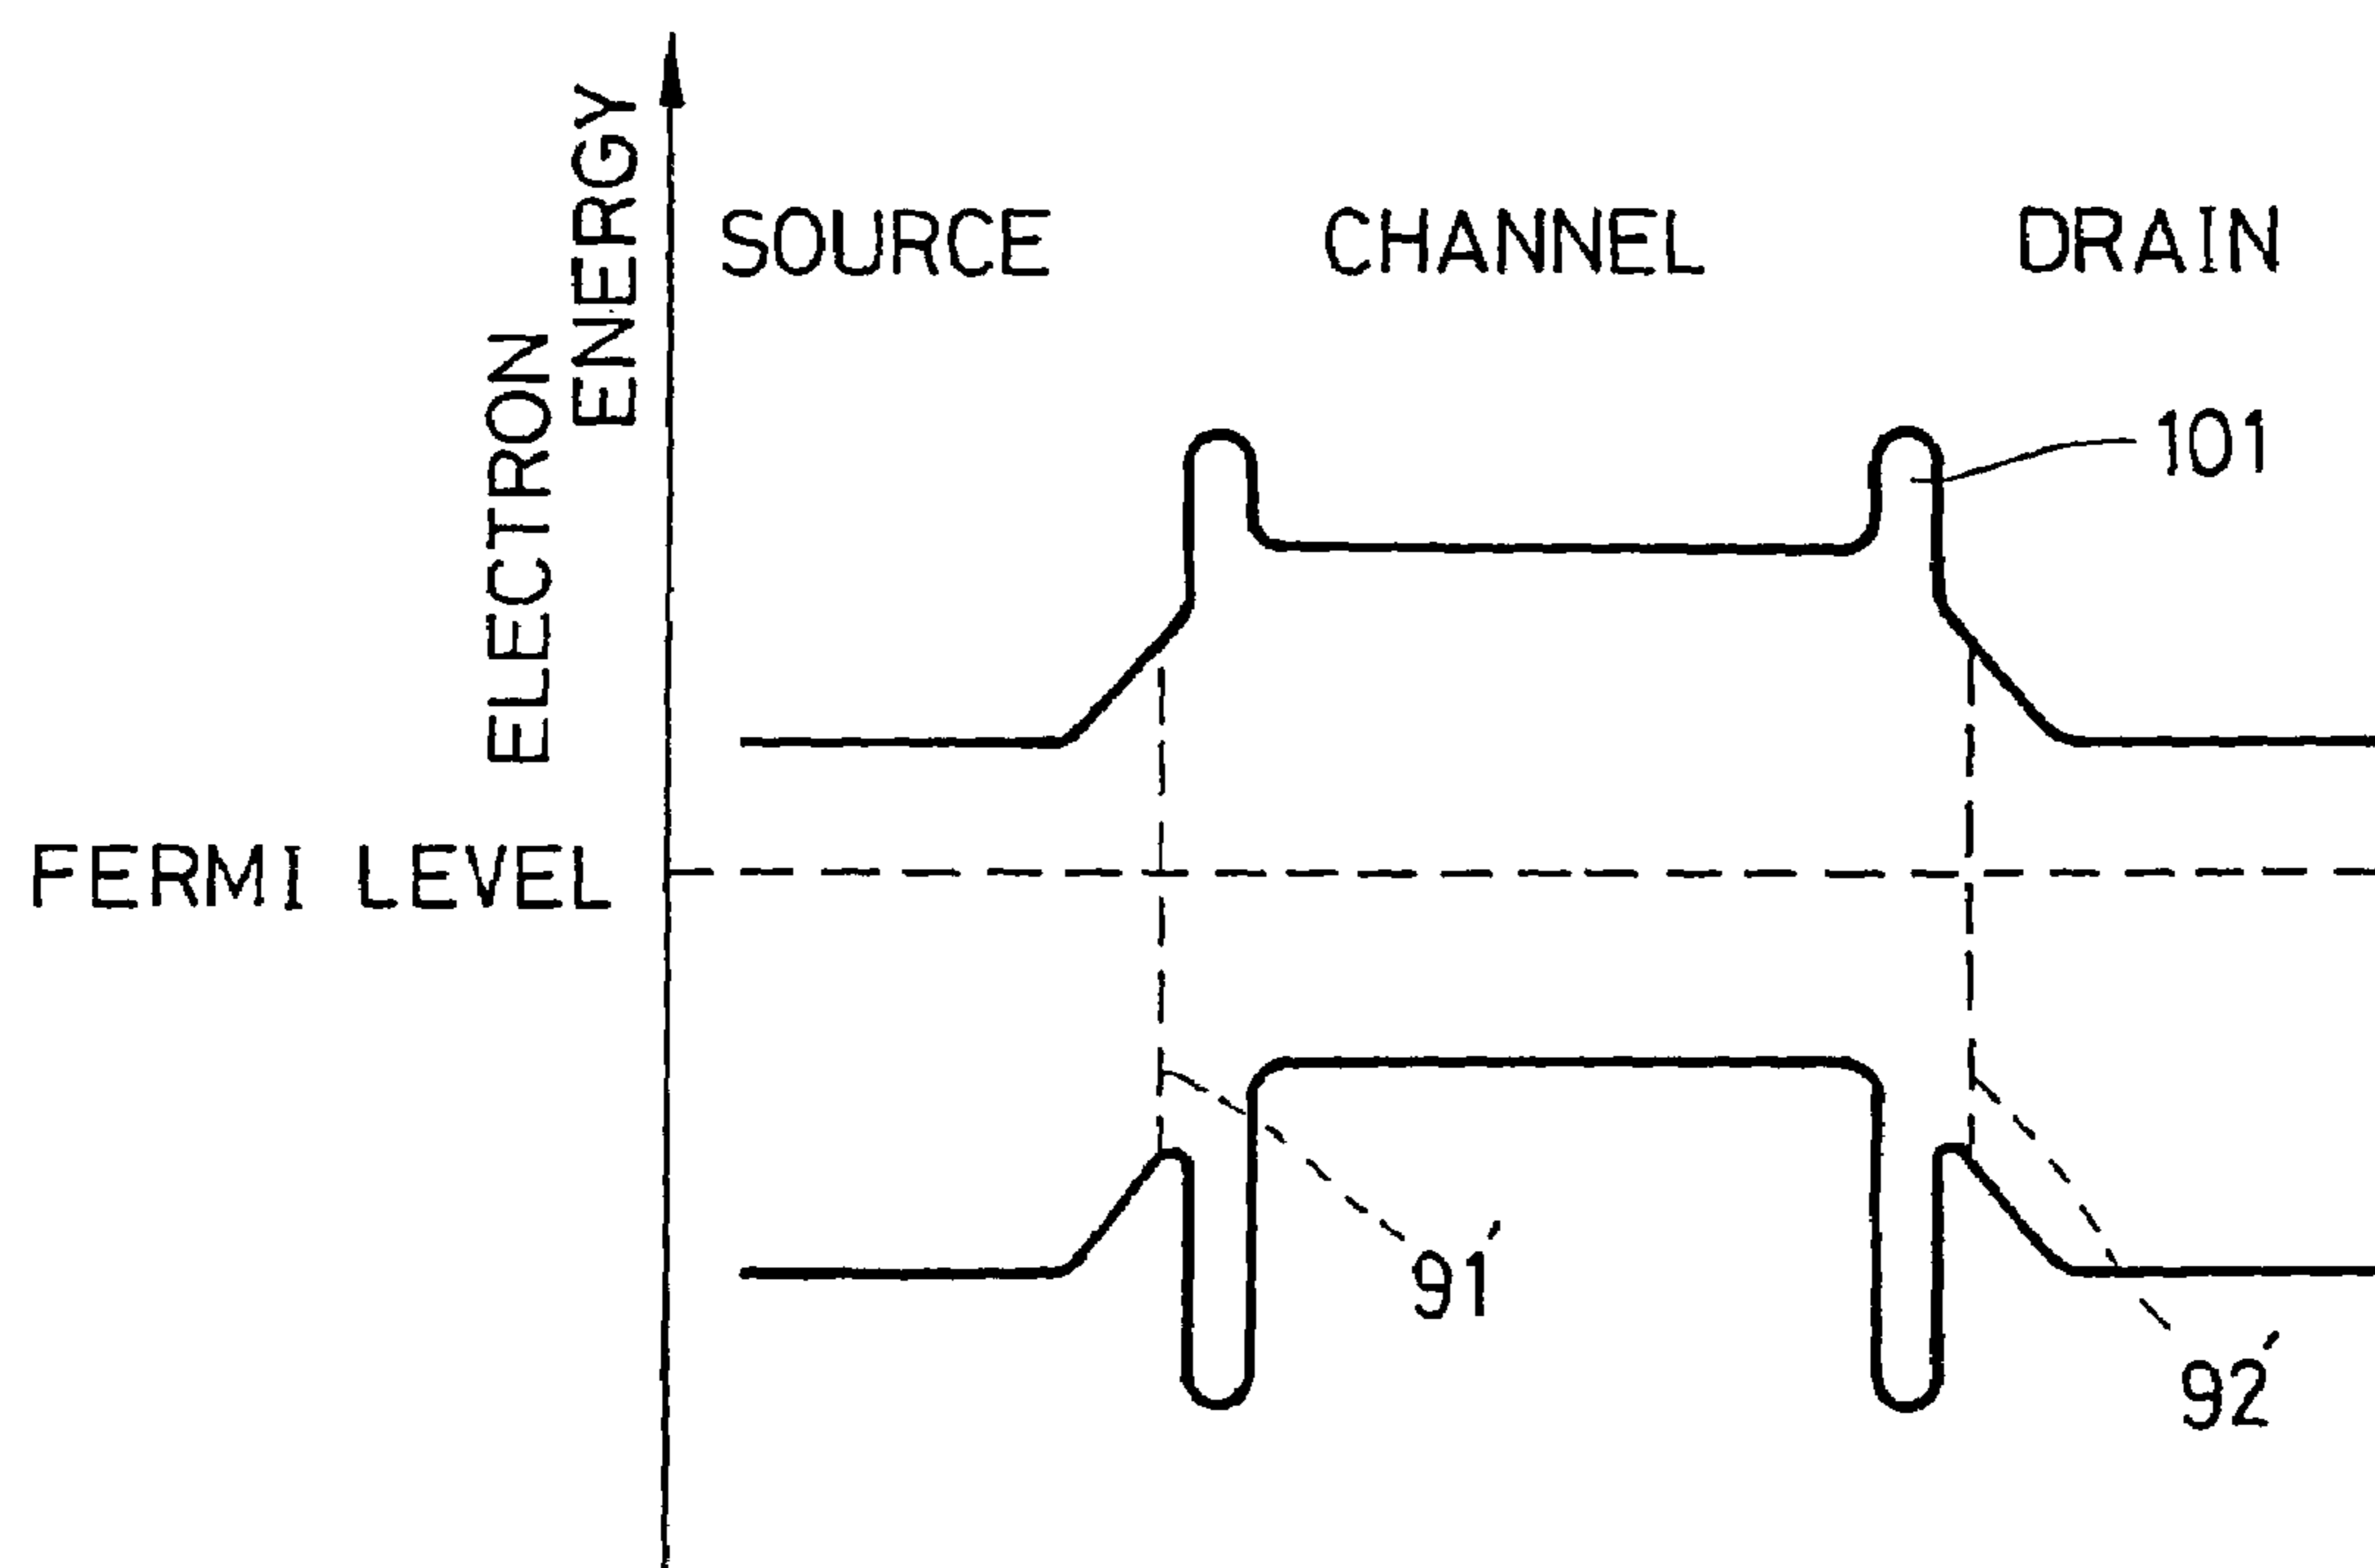 ELECTRON
ENERGY
SOURCE
CHANNEL
DRAIN
101
FERMI LEVEL
91′
92′